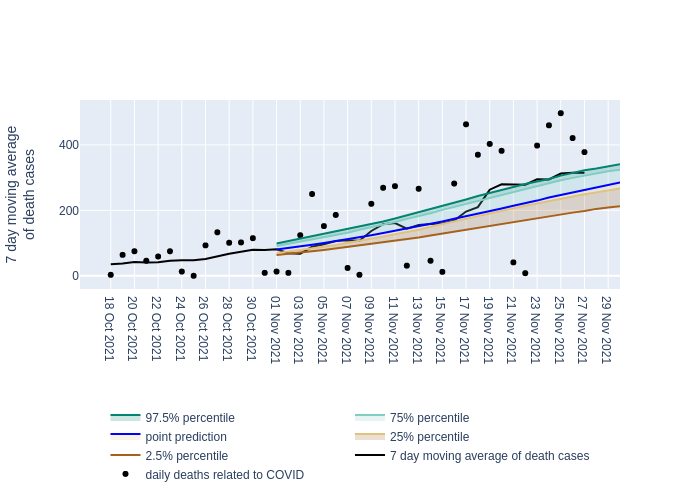 7 day moving average
of death cases
400
200
0
18 Oct 2021
20 Oct 2021
22 Oct 2021
24 Oct 2021
26 Oct 2021
28 Oct 2021
30 Oct 2021
01 Nov 2021
03 Nov 2021
05 Nov 2021
07 Nov 2021
09 Nov 2021
11 Nov 2021
13 Nov 2021
15 Nov 2021
17 Nov 2021
19 Nov 2021
21 Nov 2021
23 Nov 2021
25 Nov 2021
27 Nov 2021
29 Nov 2021
97.5% percentile
75% percentile
point prediction
25% percentile
2.5% percentile
7 day moving average of death cases
daily deaths related to COVID